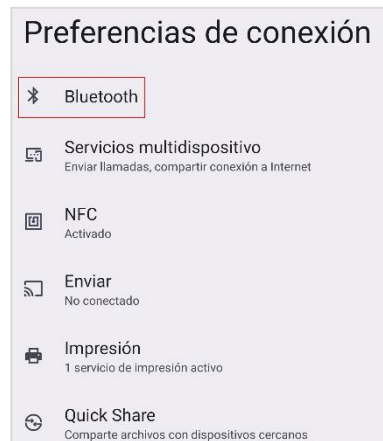 Preferencias de conexión
Bluetooth
Servicios multidispositivo
Enviar llamadas, compartir conexión a Internet
NFC
Activado
Enviar
No conectado
Impresión
1 servicio de impresión activo
Quick Share
Comparte archivos con dispositivos cercanos